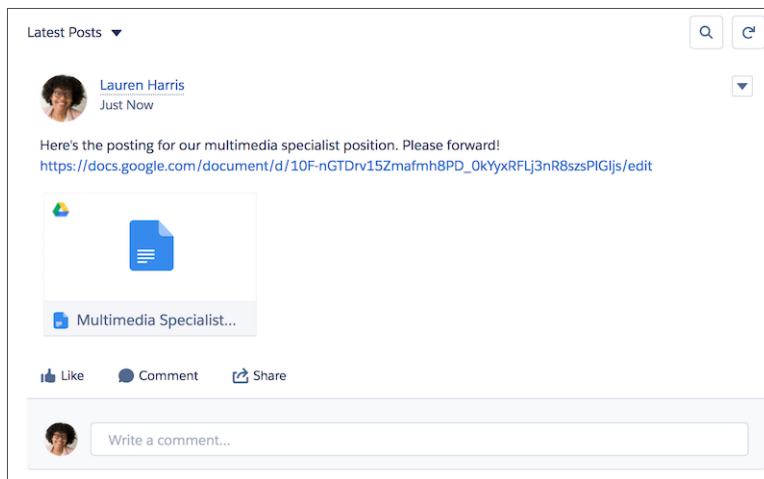 Latest Posts
Lauren Harris
Just Now
Here's the posting for our multimedia specialist position. Please forward!
https://docs.google.com/document/d/10F-nGTDrv15Zmafmh8PD_0kYyxRFLj3nR8szsPlGljs/edit
Multimedia Specialist...
Like Comment Share
Write a comment...